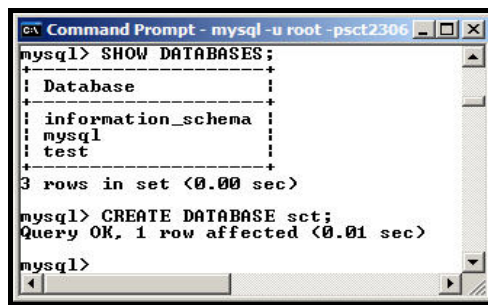 Command Prompt - mysql -u root -psct2306
mysql> SHOW DATABASES;
+--------------------+
| Database           |
+--------------------+
| information_schema |
| mysql              |
| test               |
+--------------------+
3 rows in set (0.00 sec)
mysql> CREATE DATABASE sct;
Query OK, 1 row affected (0.01 sec)
mysql>